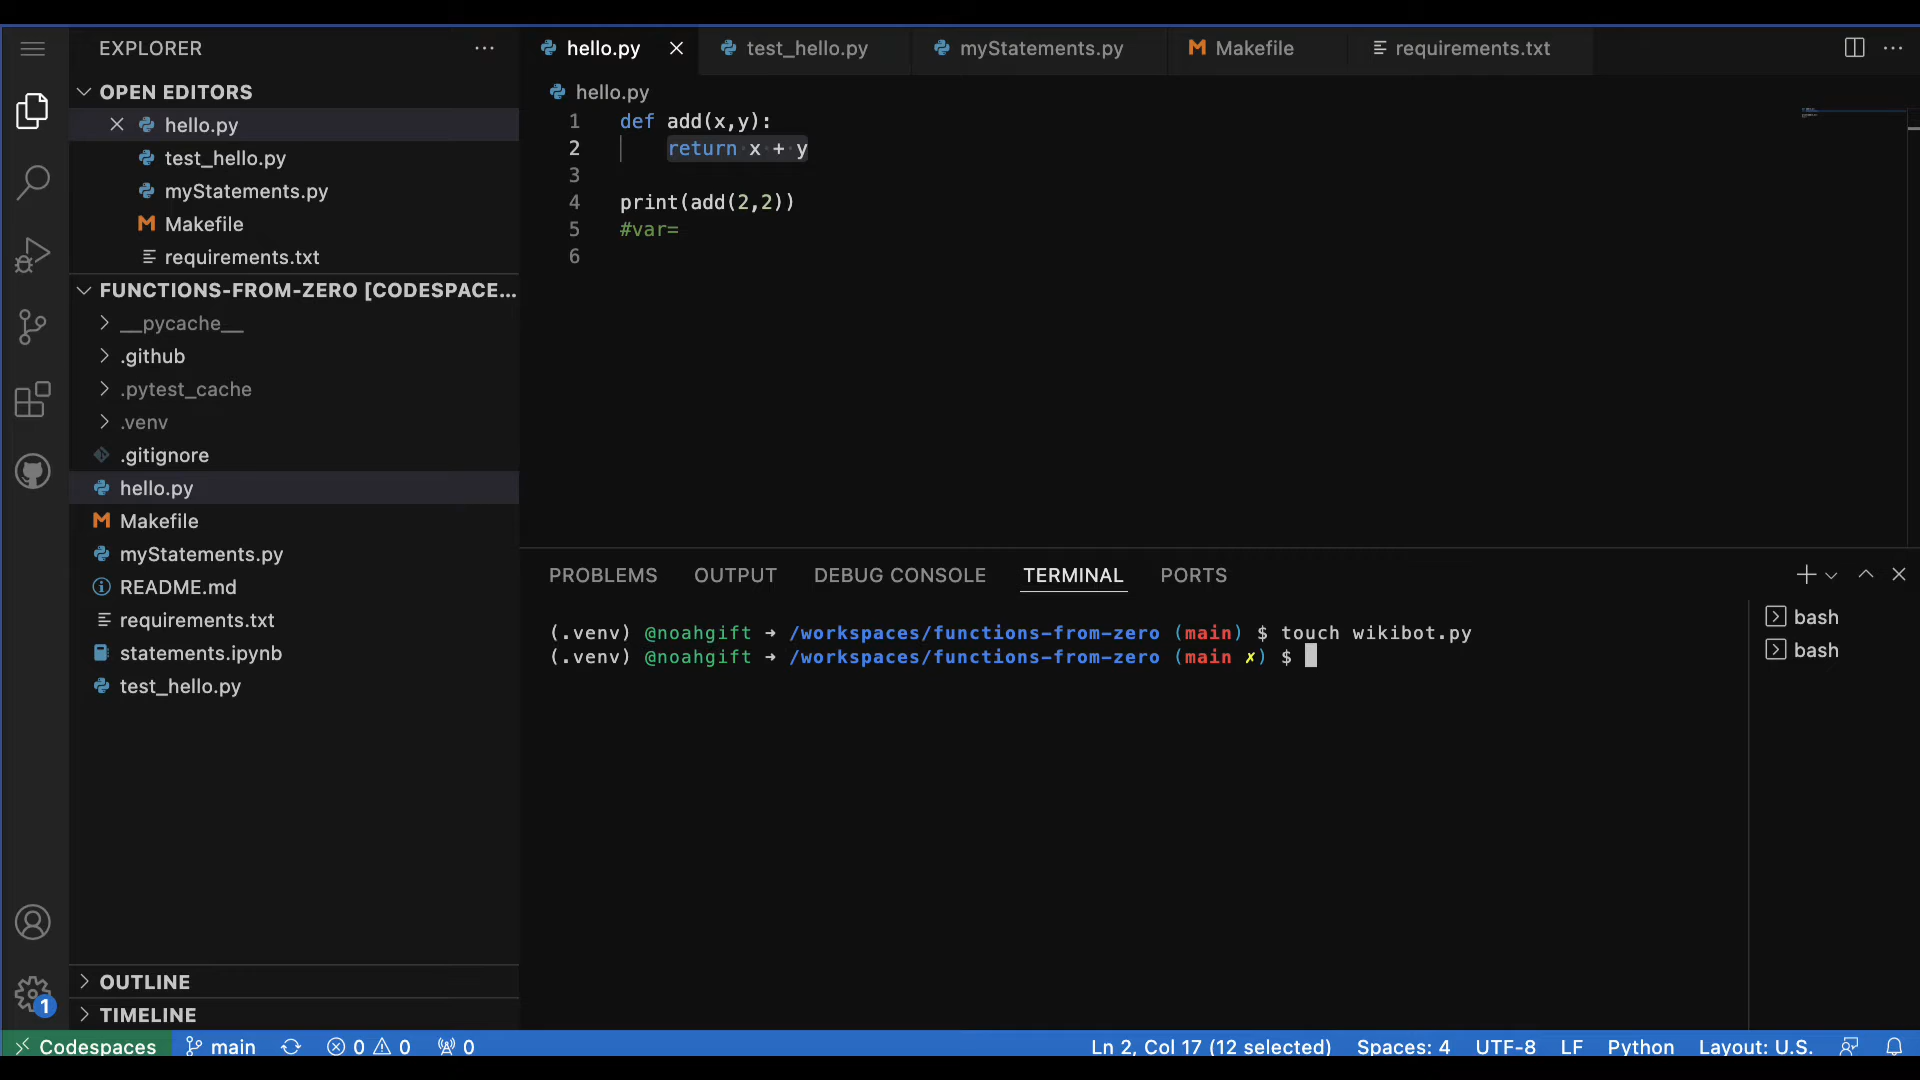 EXPLORER
OPEN EDITORS
hello.py
test_hello.py
myStatements.py
Makefile
requirements.txt
FUNCTIONS-FROM-ZERO [CODESPACE...
__pycache__
.github
.pytest_cache
.venv
.gitignore
hello.py
Makefile
myStatements.py
README.md
requirements.txt
statements.ipynb
test_hello.py
OUTLINE
TIMELINE
hello.py
test_hello.py
myStatements.py
Makefile
requirements.txt
hello.py
1 def add(x,y):
2 return x + y
3
4 print(add(2,2))
5 #var=
6
PROBLEMS OUTPUT DEBUG CONSOLE TERMINAL PORTS
(.venv) @noahgift ➜ /workspaces/functions-from-zero (main) $ touch wikibot.py
(.venv) @noahgift ➜ /workspaces/functions-from-zero (main ✗) $
bash
bash
1
Codespaces main 0 0 0 Ln 2, Col 17 (12 selected) Spaces: 4 UTF-8 LF Python Layout: U.S.